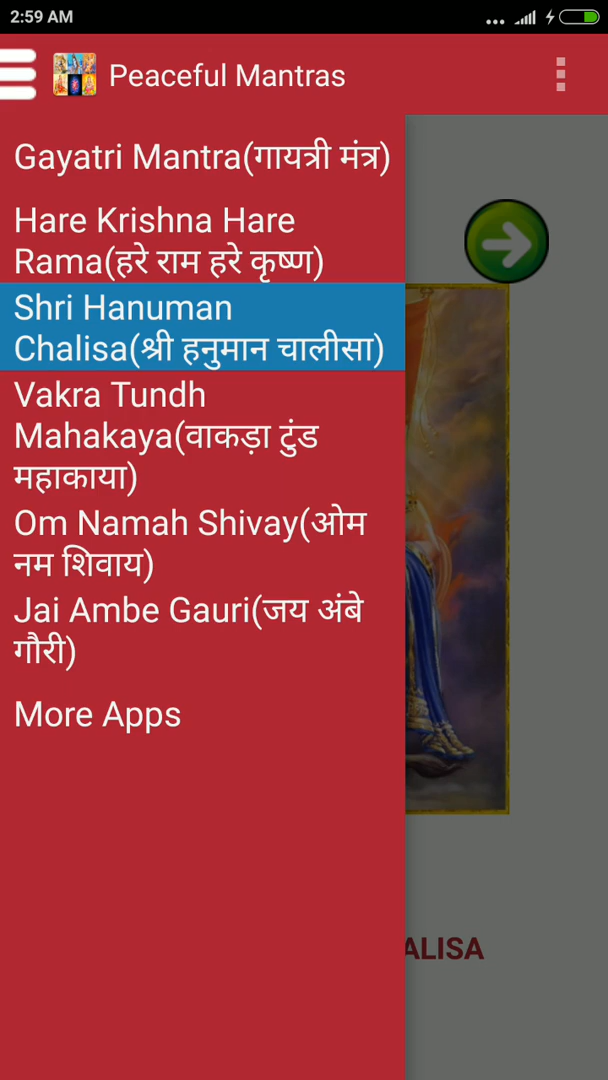 2:59 AM
Peaceful Mantras
Gayatri Mantra(गायत्री मंत्र)
Hare Krishna Hare
Rama(हरे राम हरे कृष्ण)
Shri Hanuman
Chalisa(श्री हनुमान चालीसा)
Vakra Tundh
Mahakaya(वाकड़ा टुंड
महाकाया)
Om Namah Shivay(ओम
नम शिवाय)
Jai Ambe Gauri(जय अंबे
गौरी)
More Apps
ALISA